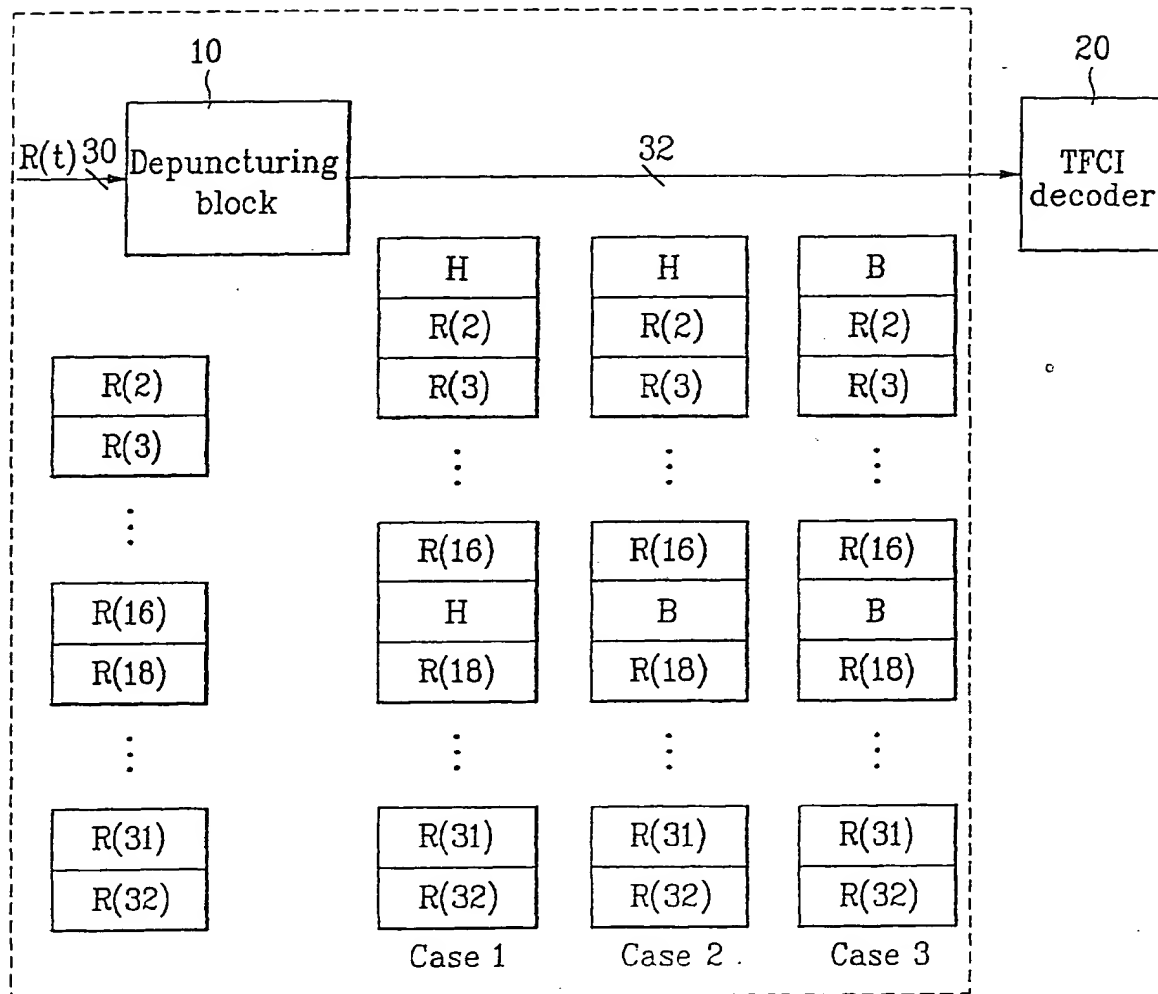 10
20
R(t) 30
Depuncturing
block
32
TFCI
decoder
R(2)
R(3)
⋮
R(16)
R(18)
⋮
R(31)
R(32)
H
R(2)
R(3)
⋮
R(16)
H
R(18)
⋮
R(31)
R(32)
Case 1
H
R(2)
R(3)
⋮
R(16)
B
R(18)
⋮
R(31)
R(32)
Case 2
B
R(2)
R(3)
⋮
R(16)
B
R(18)
⋮
R(31)
R(32)
Case 3